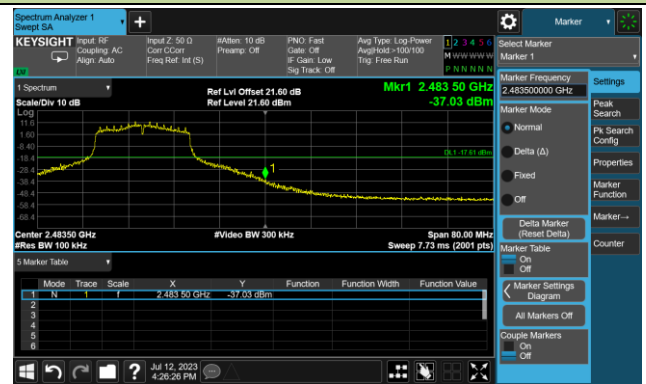 Spectrum Analyzer 1
Swept SA
Marker
KEYSIGHT
Input: RF
Coupling: AC
Align: Auto
Input Z: 50 Ω
Corr CCorr
Freq Ref: Int (S)
#Atten: 10 dB
Preamp: Off
PNO: Fast
Gate: Off
IF Gain: Low
Sig Track: Off
Avg Type: Log-Power
Avg|Hold:>100/100
Trig: Free Run
1 2 3 4 5 6
M W W W W W
P N N N N N
Select Marker
Marker 1
1 Spectrum
Ref Lvl Offset 21.60 dB
Mkr1 2.483 50 GHz
Scale/Div 10 dB
Ref Level 21.60 dBm
-37.03 dBm
Log
11.6
1.60
-8.40
-18.4
-28.4
-38.4
-48.4
-58.4
-68.4
DL1 -17.61 dBm
1
Center 2.48350 GHz
#Video BW 300 kHz
Span 80.00 MHz
#Res BW 100 kHz
Sweep 7.73 ms (2001 pts)
5 Marker Table
Mode Trace Scale X Y Function Function Width Function Value
1 N 1 f 2.483 50 GHz -37.03 dBm
2
3
4
5
6
Marker Frequency
2.483500000 GHz
Marker Mode
Normal
Delta (Δ)
Fixed
Off
Delta Marker
(Reset Delta)
Marker Table
On
Off
Marker Settings
Diagram
All Markers Off
Couple Markers
On
Off
Settings
Peak
Search
Pk Search
Config
Properties
Marker
Function
Marker→
Counter
Jul 12, 2023
4:26:26 PM